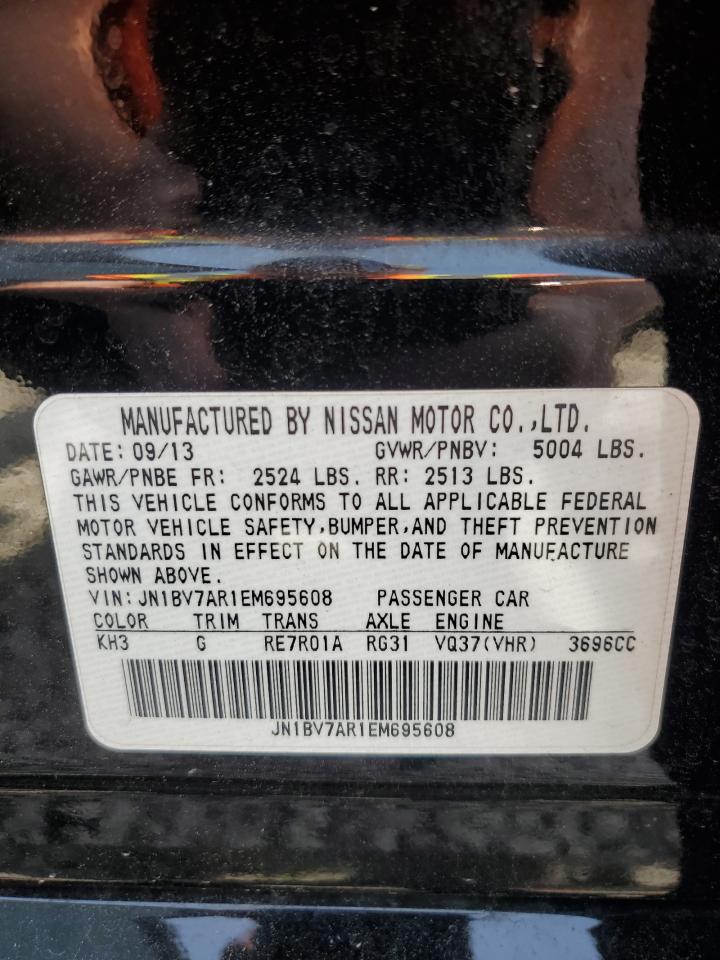 MANUFACTURED BY NISSAN MOTOR CO.,LTD.
DATE: 09/13 GVWR/PNBV: 5004 LBS.
GAWR/PNBE FR: 2524 LBS. RR: 2513 LBS.
THIS VEHICLE CONFORMS TO ALL APPLICABLE FEDERAL
MOTOR VEHICLE SAFETY,BUMPER,AND THEFT PREVENTION
STANDARDS IN EFFECT ON THE DATE OF MANUFACTURE
SHOWN ABOVE.
VIN: JN1BV7AR1EM695608 PASSENGER CAR
COLOR TRIM TRANS AXLE ENGINE
KH3 G RE7R01A RG31 VQ37(VHR) 3696CC
JN1BV7AR1EM695608